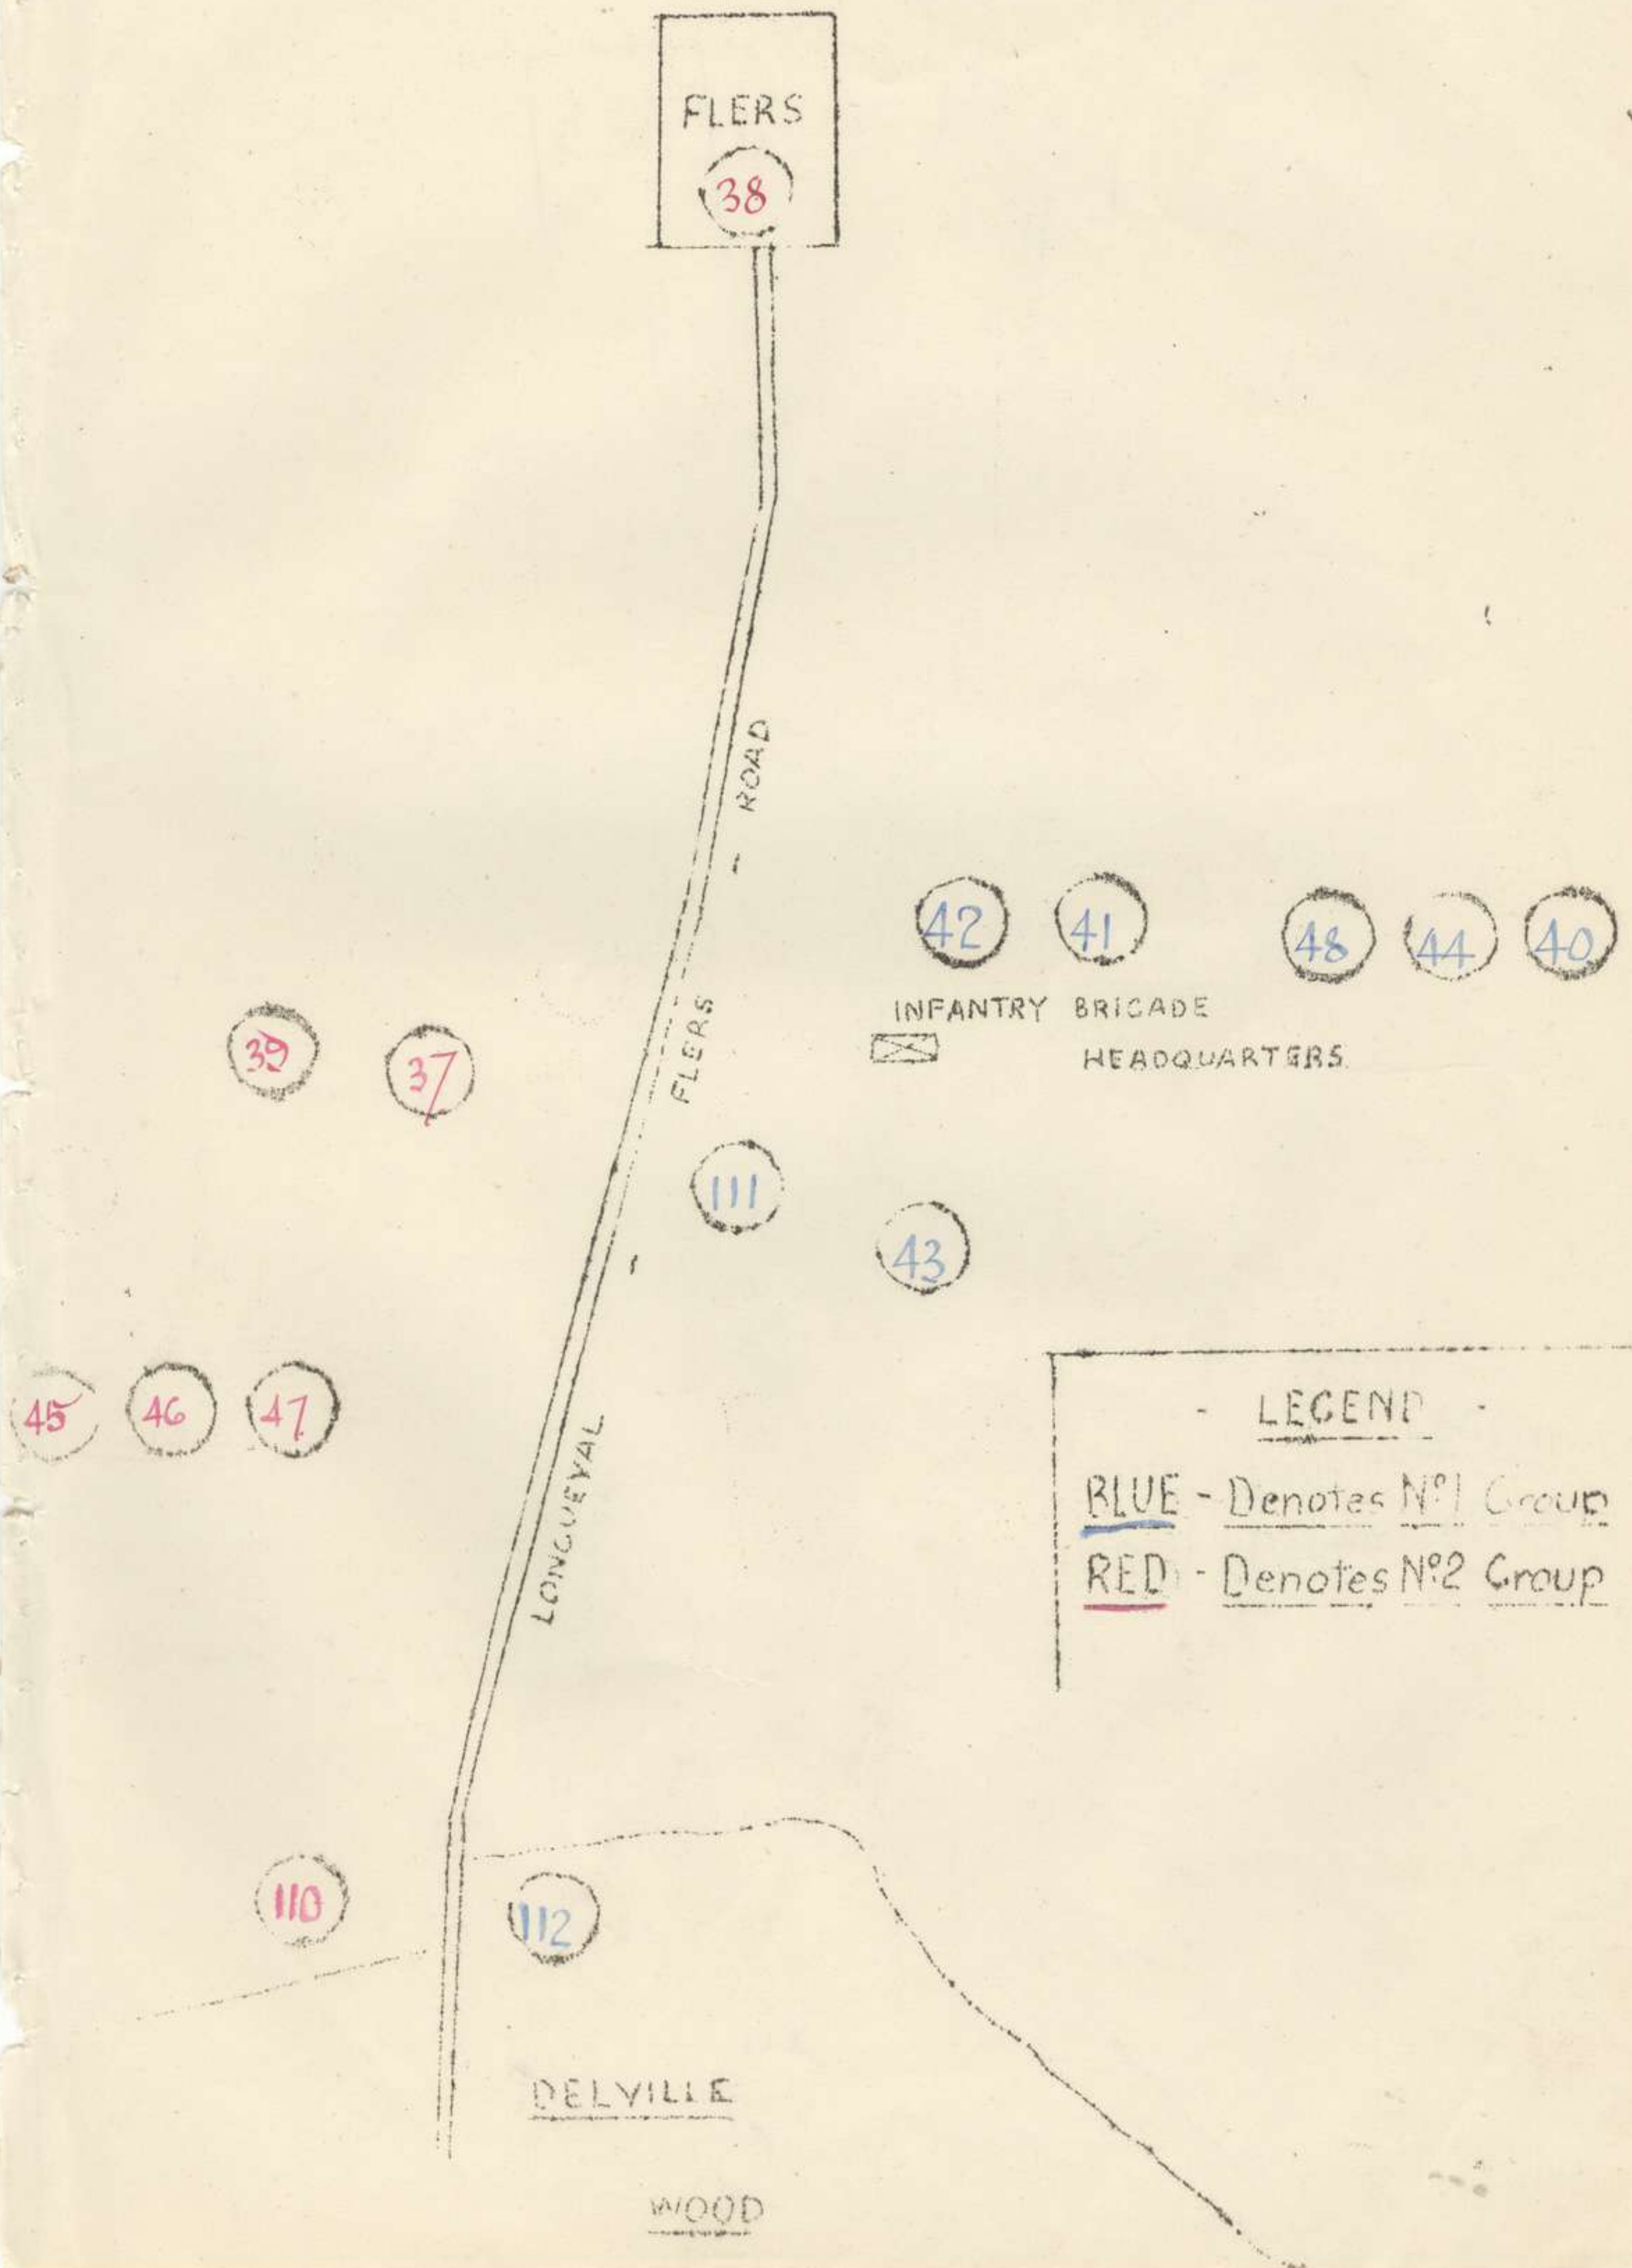 FLERS
38
ROAD
-
42 41 48 44 40
INFANTRY BRIGADE
HEADQUARTERS.
39 37
FLERS
111
43
-
45 46 47
LONGUEVAL
- LEGEND -
BLUE - Denotes Nº1 Group
RED - Denotes Nº2 Group
110 112
DELVILLE
WOOD